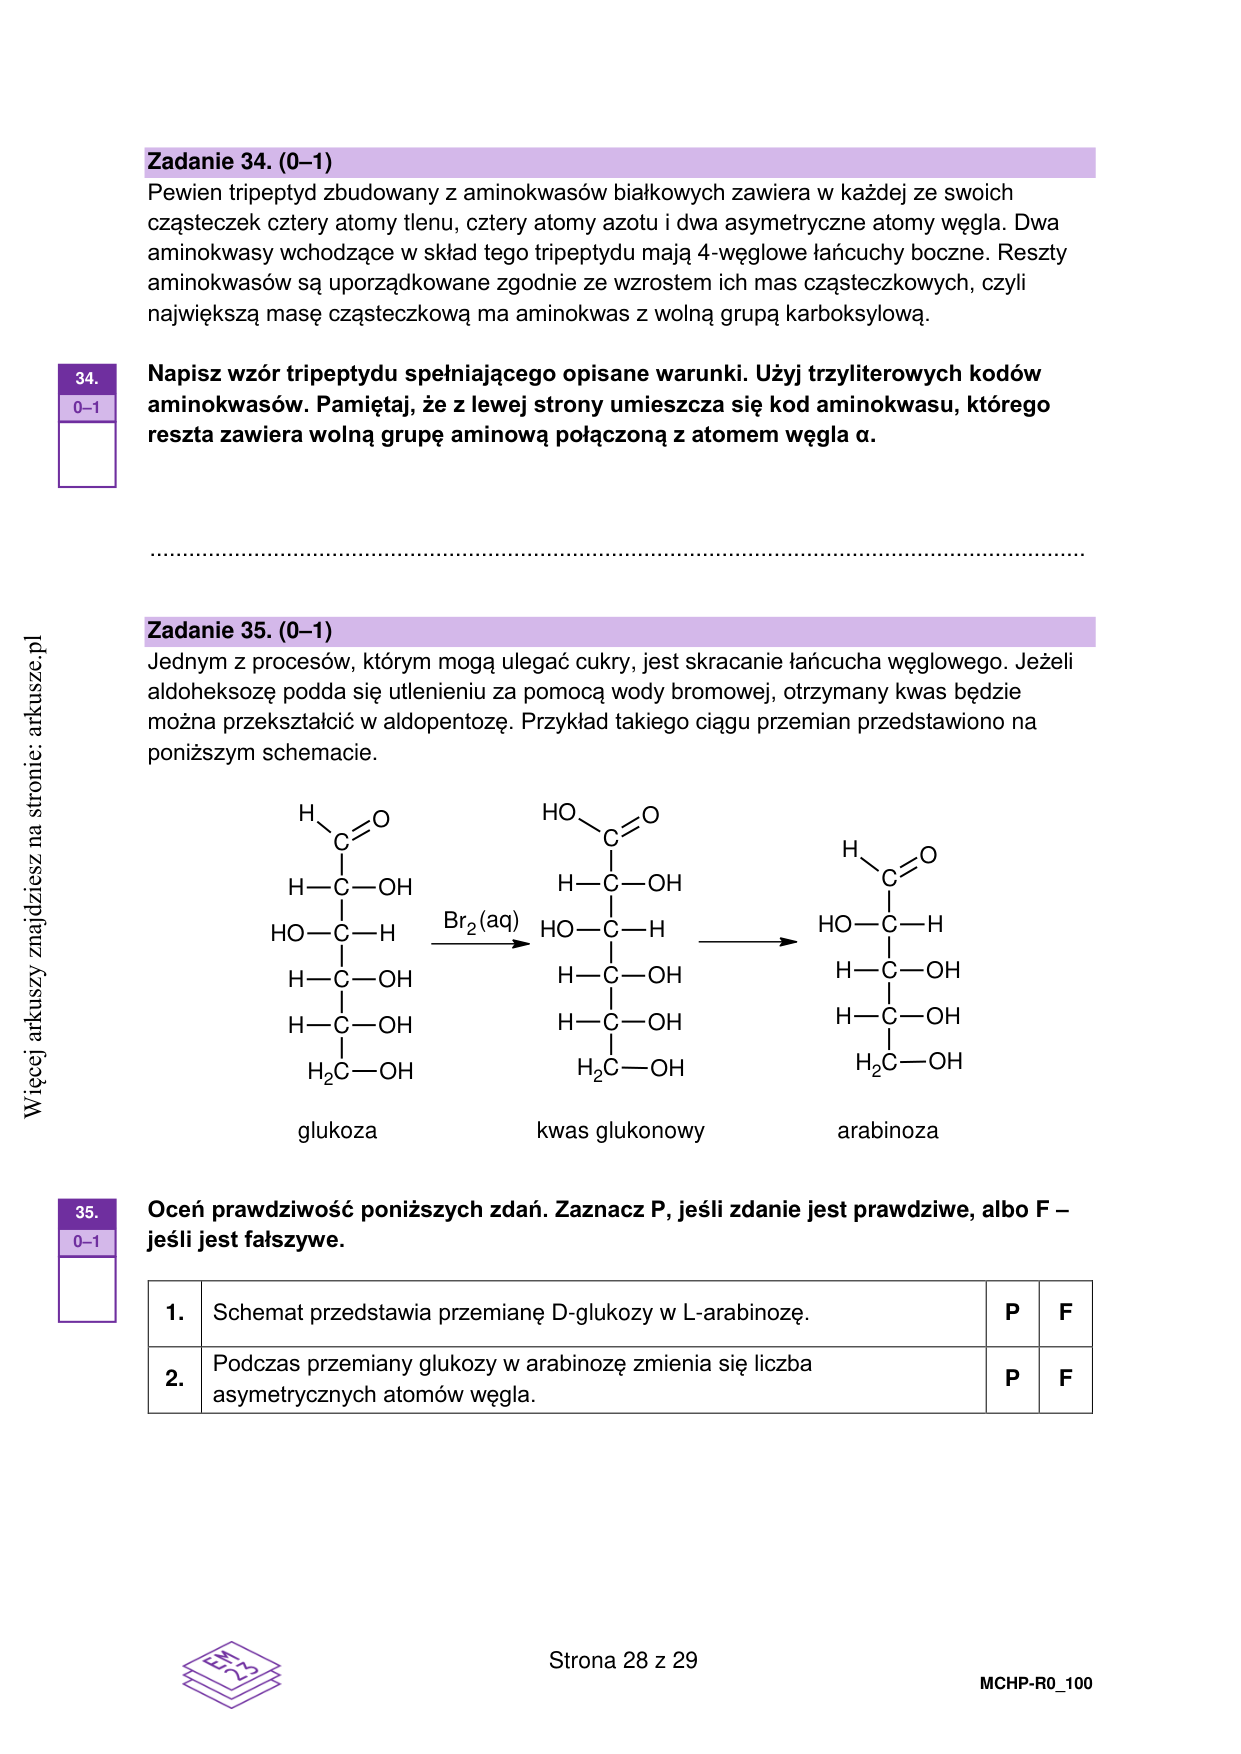 Zadanie 34. (0–1)
Pewien tripeptyd zbudowany z aminokwasów białkowych zawiera w każdej ze swoich
cząsteczek cztery atomy tlenu, cztery atomy azotu i dwa asymetryczne atomy węgla. Dwa
aminokwasy wchodzące w skład tego tripeptydu mają 4-węglowe łańcuchy boczne. Reszty
aminokwasów są uporządkowane zgodnie ze wzrostem ich mas cząsteczkowych, czyli
największą masę cząsteczkową ma aminokwas z wolną grupą karboksylową.
34.
0–1
Napisz wzór tripeptydu spełniającego opisane warunki. Użyj trzyliterowych kodów
aminokwasów. Pamiętaj, że z lewej strony umieszcza się kod aminokwasu, którego
reszta zawiera wolną grupę aminową połączoną z atomem węgla α.
................................................................................................................................................
Zadanie 35. (0–1)
Jednym z procesów, którym mogą ulegać cukry, jest skracanie łańcucha węglowego. Jeżeli
aldoheksozę podda się utlenieniu za pomocą wody bromowej, otrzymany kwas będzie
można przekształcić w aldopentozę. Przykład takiego ciągu przemian przedstawiono na
poniższym schemacie.
H O
C
H—C—OH
HO—C—H
H—C—OH
H—C—OH
H2C—OH
glukoza
Br2(aq)
HO O
C
H—C—OH
HO—C—H
H—C—OH
H—C—OH
H2C—OH
kwas glukonowy
H O
C
HO—C—H
H—C—OH
H—C—OH
H2C—OH
arabinoza
35.
0–1
Oceń prawdziwość poniższych zdań. Zaznacz P, jeśli zdanie jest prawdziwe, albo F –
jeśli jest fałszywe.
1. Schemat przedstawia przemianę D-glukozy w L-arabinozę. P F
2. Podczas przemiany glukozy w arabinozę zmienia się liczba
asymetrycznych atomów węgla. P F
Więcej arkuszy znajdziesz na stronie: arkusze.pl
EM
23
Strona 28 z 29
MCHP-R0_100